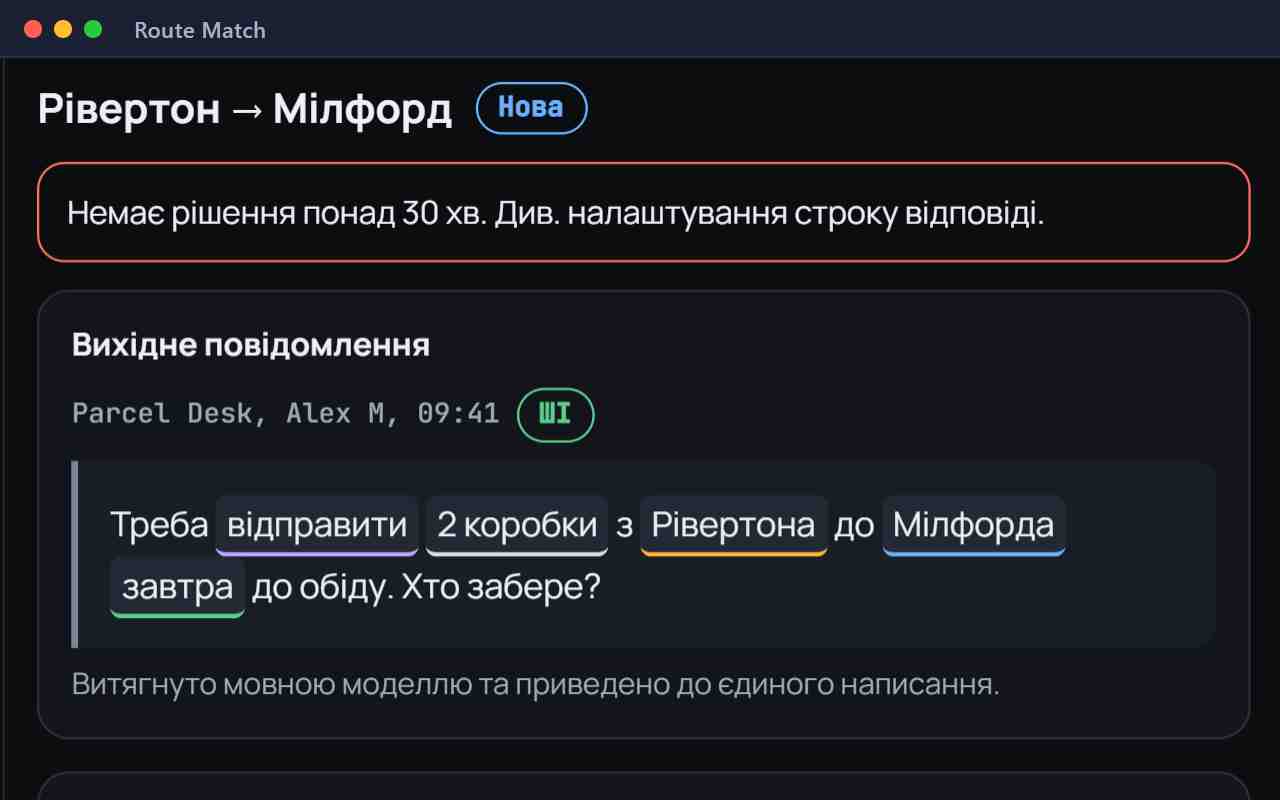 Route Match
Рівертон → Мілфорд
Нова
Немає рішення понад 30 хв. Див. налаштування строку відповіді.
Вихідне повідомлення
Parcel Desk, Alex M, 09:41
ШІ
Треба відправити 2 коробки з Рівертона до Мілфорда
завтра до обіду. Хто забере?
Витягнуто мовною моделлю та приведено до єдиного написання.